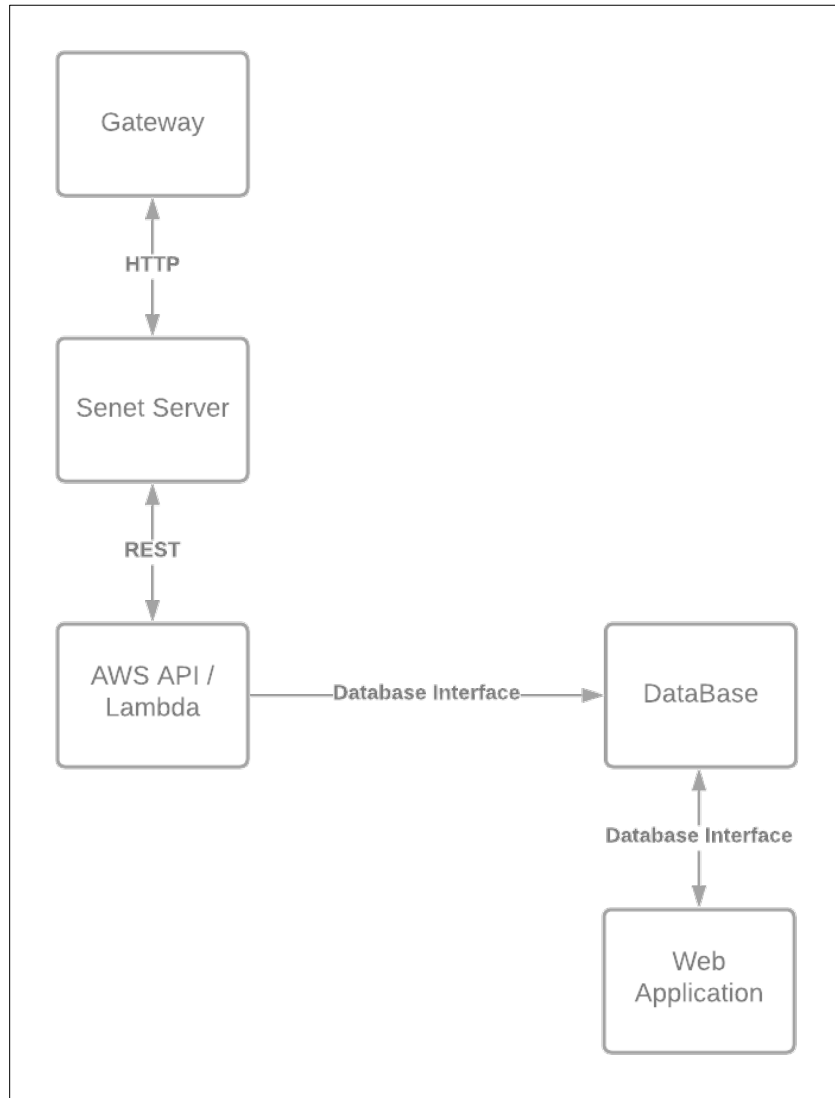 Gateway
HTTP
Senet Server
REST
AWS API /
Lambda
Database Interface
DataBase
Database Interface
Web
Application